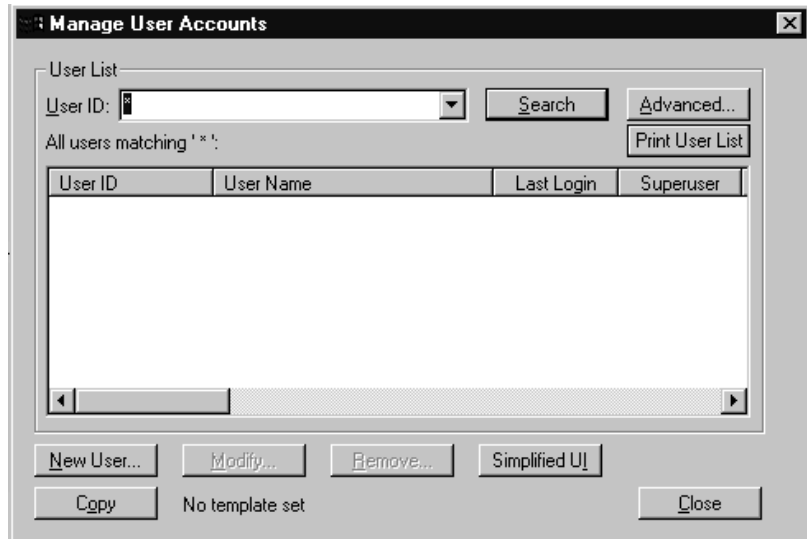 Manage User Accounts
User List
User ID: * Search Advanced...
All users matching ' * ': Print User List
User ID User Name Last Login Superuser
New User... Modify... Remove... Simplified UI
Copy No template set Close